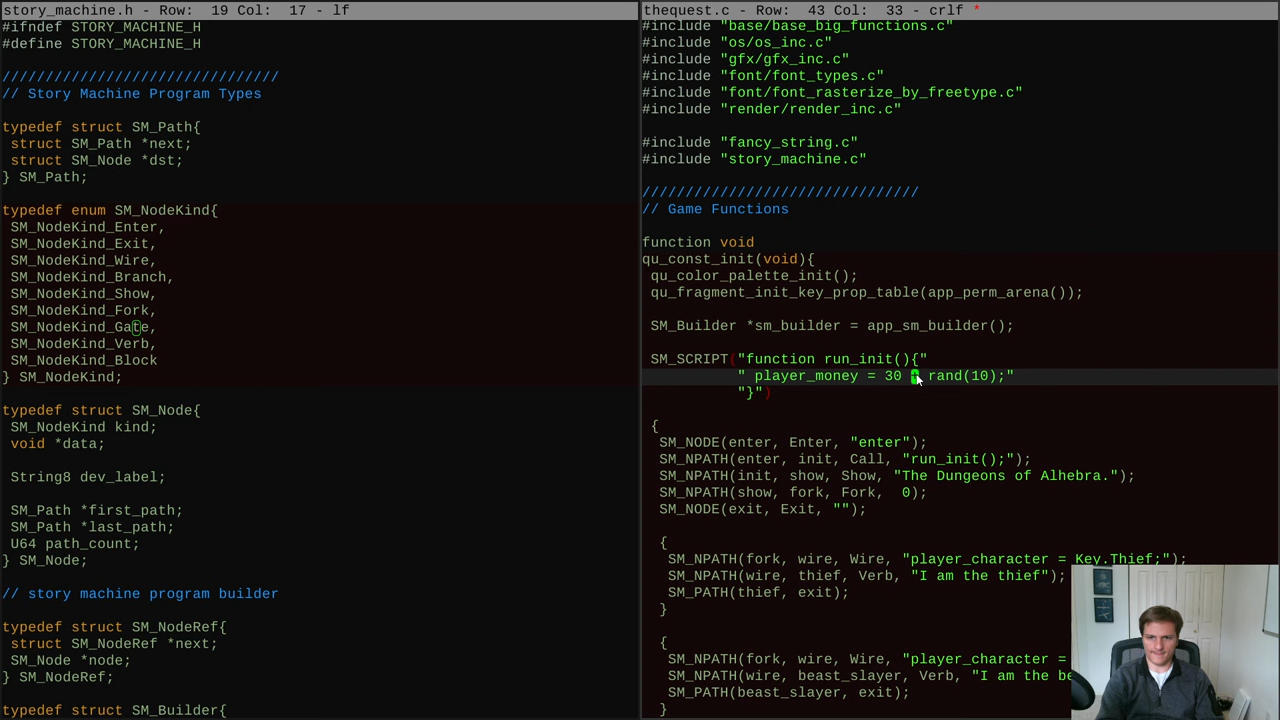 story_machine.h - Row:  19 Col:  17 - lf
#ifndef STORY_MACHINE_H
#define STORY_MACHINE_H
////////////////////////////////
// Story Machine Program Types
typedef struct SM_Path{
 struct SM_Path *next;
 struct SM_Node *dst;
} SM_Path;
typedef enum SM_NodeKind{
 SM_NodeKind_Enter,
 SM_NodeKind_Exit,
 SM_NodeKind_Wire,
 SM_NodeKind_Branch,
 SM_NodeKind_Show,
 SM_NodeKind_Fork,
 SM_NodeKind_Gate,
 SM_NodeKind_Verb,
 SM_NodeKind_Block
} SM_NodeKind;
typedef struct SM_Node{
 SM_NodeKind kind;
 void *data;
 String8 dev_label;
 SM_Path *first_path;
 SM_Path *last_path;
 U64 path_count;
} SM_Node;
// story machine program builder
typedef struct SM_NodeRef{
 struct SM_NodeRef *next;
 SM_Node *node;
} SM_NodeRef;
typedef struct SM_Builder{
thequest.c - Row:  43 Col:  33 - crlf *
#include "base/base_big_functions.c"
#include "os/os_inc.c"
#include "gfx/gfx_inc.c"
#include "font/font_types.c"
#include "font/font_rasterize_by_freetype.c"
#include "render/render_inc.c"
#include "fancy_string.c"
#include "story_machine.c"
////////////////////////////////
// Game Functions
function void
qu_const_init(void){
 qu_color_palette_init();
 qu_fragment_init_key_prop_table(app_perm_arena());
 SM_Builder *sm_builder = app_sm_builder();
 SM_SCRIPT("function run_init(){"
           " player_money = 30 + rand(10);"
           "}")
 {
  SM_NODE(enter, Enter, "enter");
  SM_NPATH(enter, init, Call, "run_init();");
  SM_NPATH(init, show, Show, "The Dungeons of Alhebra.");
  SM_NPATH(show, fork, Fork,  0);
  SM_NODE(exit, Exit, "");
  {
   SM_NPATH(fork, wire, Wire, "player_character = Key.Thief;");
   SM_NPATH(wire, thief, Verb, "I am the thief");
   SM_PATH(thief, exit);
  }
  {
   SM_NPATH(fork, wire, Wire, "player_character =
   SM_NPATH(wire, beast_slayer, Verb, "I am the
   SM_PATH(beast_slayer, exit);
  }